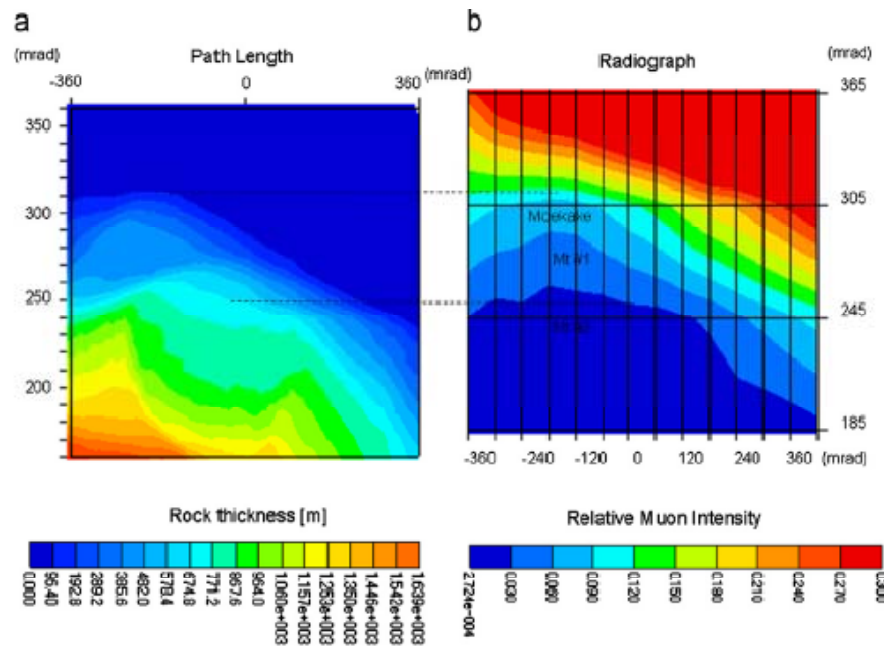 a
Path Length
(mrad)
-360 0 360 (mrad)
350
300
250
200
Rock thickness [m]
0.0000 96.40 192.8 289.2 385.6 482.0 578.4 674.8 771.2 867.6 964.0 1.060e+003 1.157e+003 1.253e+003 1.350e+003 1.446e+003 1.542e+003 1.639e+003
b
Radiograph
(mrad)
365
305
245
185
Moekake
Mt #1
-360 -240 -120 0 120 240 360 (mrad)
Relative Muon Intensity
2.724e-004 0.030 0.060 0.090 0.120 0.150 0.180 0.210 0.240 0.270 0.300